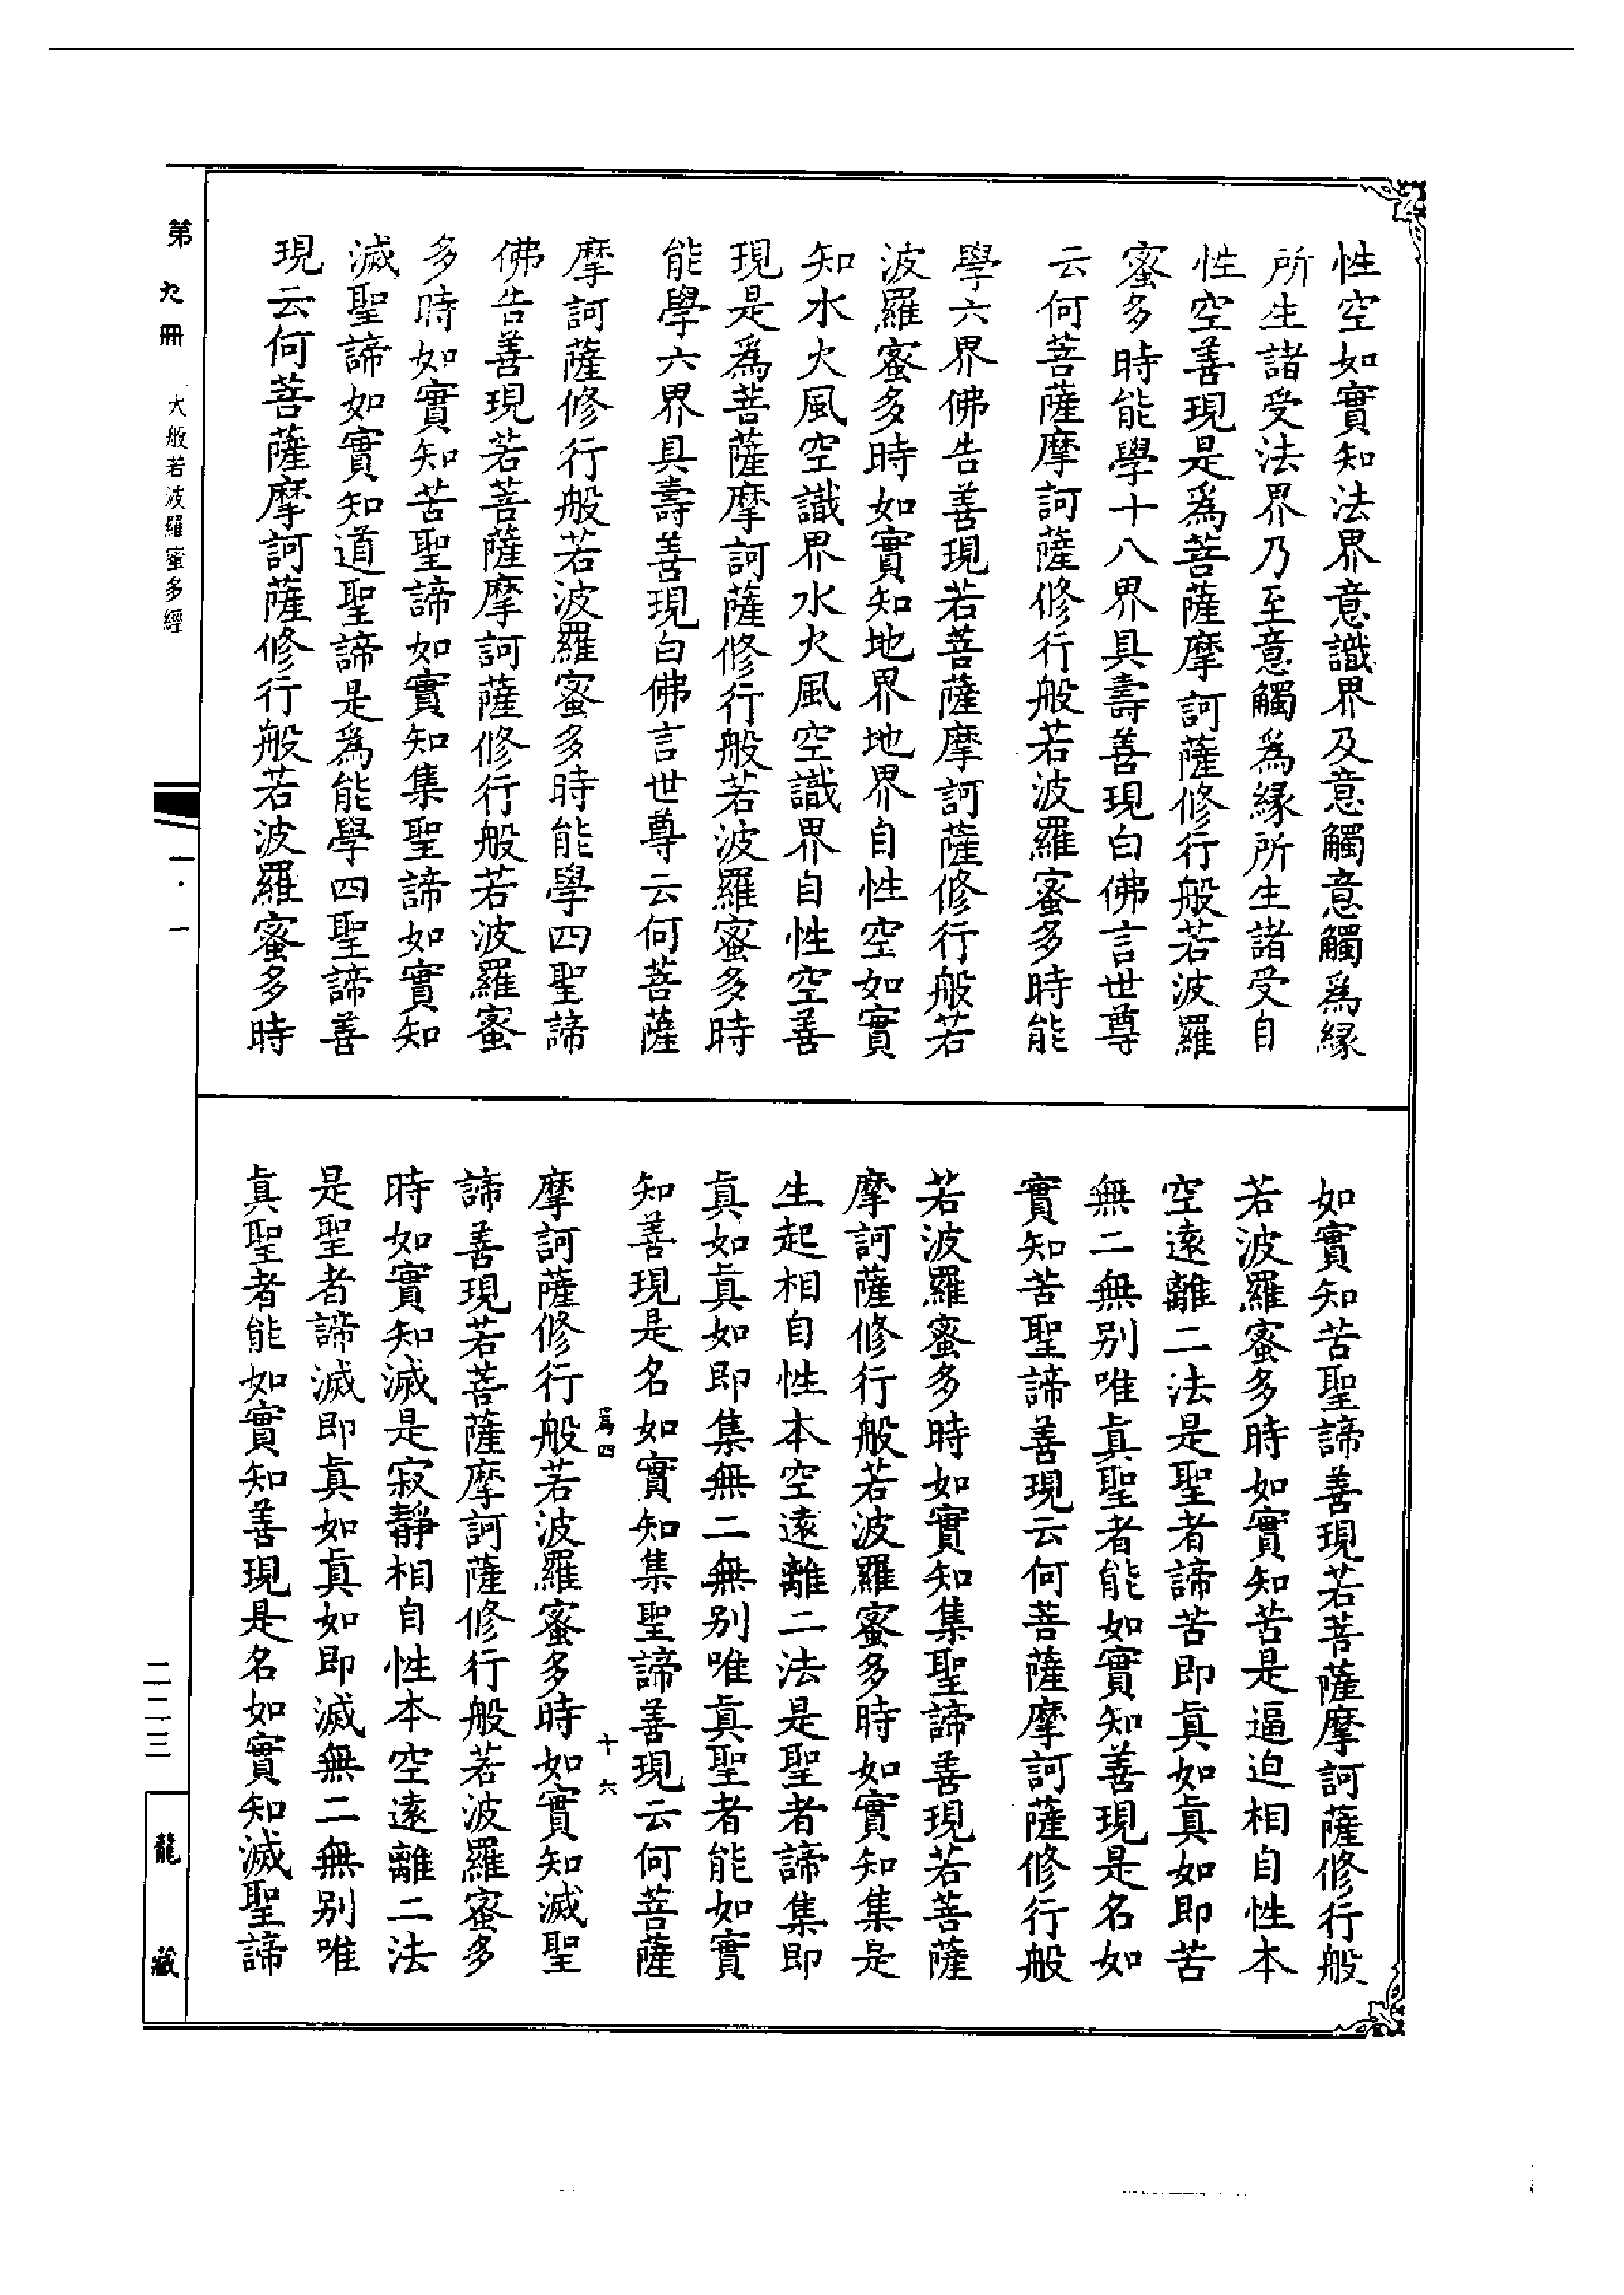 性空如實知法界意識界及意觸意觸爲緣
所生諸受法界乃至意觸爲緣所生諸受自
性空善現是爲菩薩摩訶薩修行般若波羅
蜜多時能學十八界具壽善現白佛言世尊
云何菩薩摩訶薩修行般若波羅蜜多時能
學六界佛告善現若菩薩摩訶薩修行般若
波羅蜜多時如實知地界地界自性空如實
知水火風空識界水火風空識界自性空善
現是爲菩薩摩訶薩修行般若波羅蜜多時
能學六界具壽善現白佛言世尊云何菩薩
摩訶薩修行般若波羅蜜多時能學四聖諦
佛告善現若菩薩摩訶薩修行般若波羅蜜
多時如實知苦聖諦如實知集聖諦如實知
滅聖諦如實知道聖諦是爲能學四聖諦善
現云何菩薩摩訶薩修行般若波羅蜜多時
如實知苦聖諦善現若菩薩摩訶薩修行般
若波羅蜜多時如實知苦是逼迫相自性本
空遠離二法是聖者諦苦即眞如眞如即苦
無二無別唯眞聖者能如實知善現是名如
實知苦聖諦善現云何菩薩摩訶薩修行般
若波羅蜜多時如實知集聖諦善現若菩薩
摩訶薩修行般若波羅蜜多時如實知集是
生起相自性本空遠離二法是聖者諦集即
眞如眞如即集無二無別唯眞聖者能如實
知善現是名如實知集聖諦善現云何菩薩
爲四 十六
摩訶薩修行般若波羅蜜多時如實知滅聖
諦善現若菩薩摩訶薩修行般若波羅蜜多
時如實知滅是寂靜相自性本空遠離二法
是聖者諦滅即眞如眞如即滅無二無別唯
眞聖者能如實知善現是名如實知滅聖諦
第九冊 大般若波羅蜜多經 一·一 二二三 龍藏